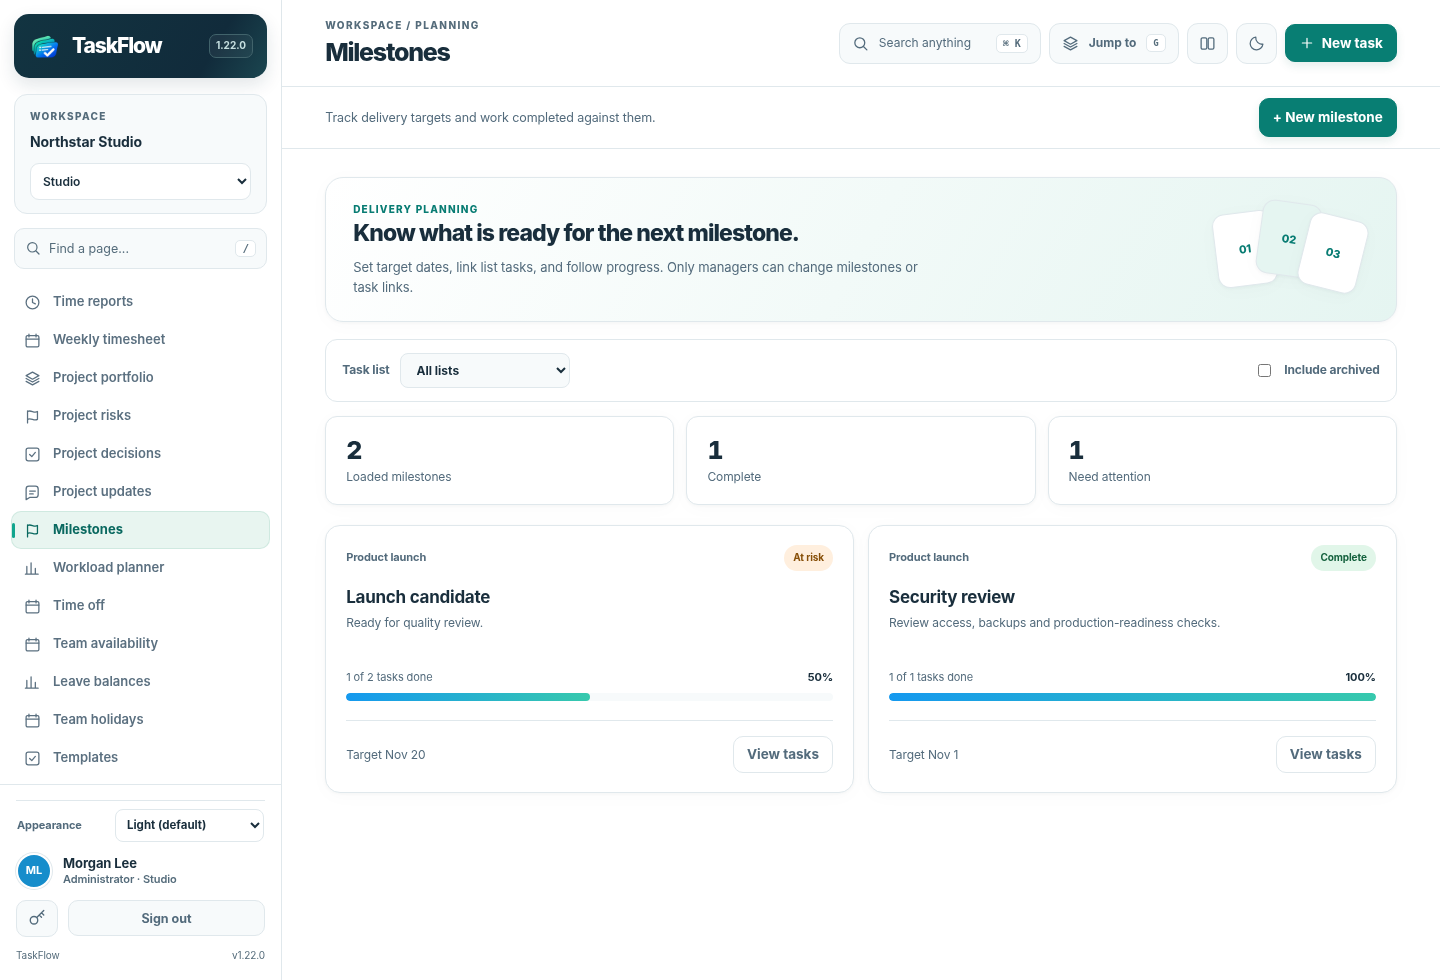 TaskFlow
1.22.0
WORKSPACE
Northstar Studio
Studio
Find a page...
/
Time reports
Weekly timesheet
Project portfolio
Project risks
Project decisions
Project updates
Milestones
Workload planner
Time off
Team availability
Leave balances
Team holidays
Templates
Appearance
Light (default)
ML
Morgan Lee
Administrator · Studio
Sign out
TaskFlow
v1.22.0
WORKSPACE / PLANNING
Milestones
Search anything
⌘ K
Jump to
G
New task
Track delivery targets and work completed against them.
+ New milestone
DELIVERY PLANNING
Know what is ready for the next milestone.
Set target dates, link list tasks, and follow progress. Only managers can change milestones or
task links.
01
02
03
Task list
All lists
Include archived
2
Loaded milestones
1
Complete
1
Need attention
Product launch
At risk
Launch candidate
Ready for quality review.
1 of 2 tasks done
50%
Target Nov 20
View tasks
Product launch
Complete
Security review
Review access, backups and production-readiness checks.
1 of 1 tasks done
100%
Target Nov 1
View tasks